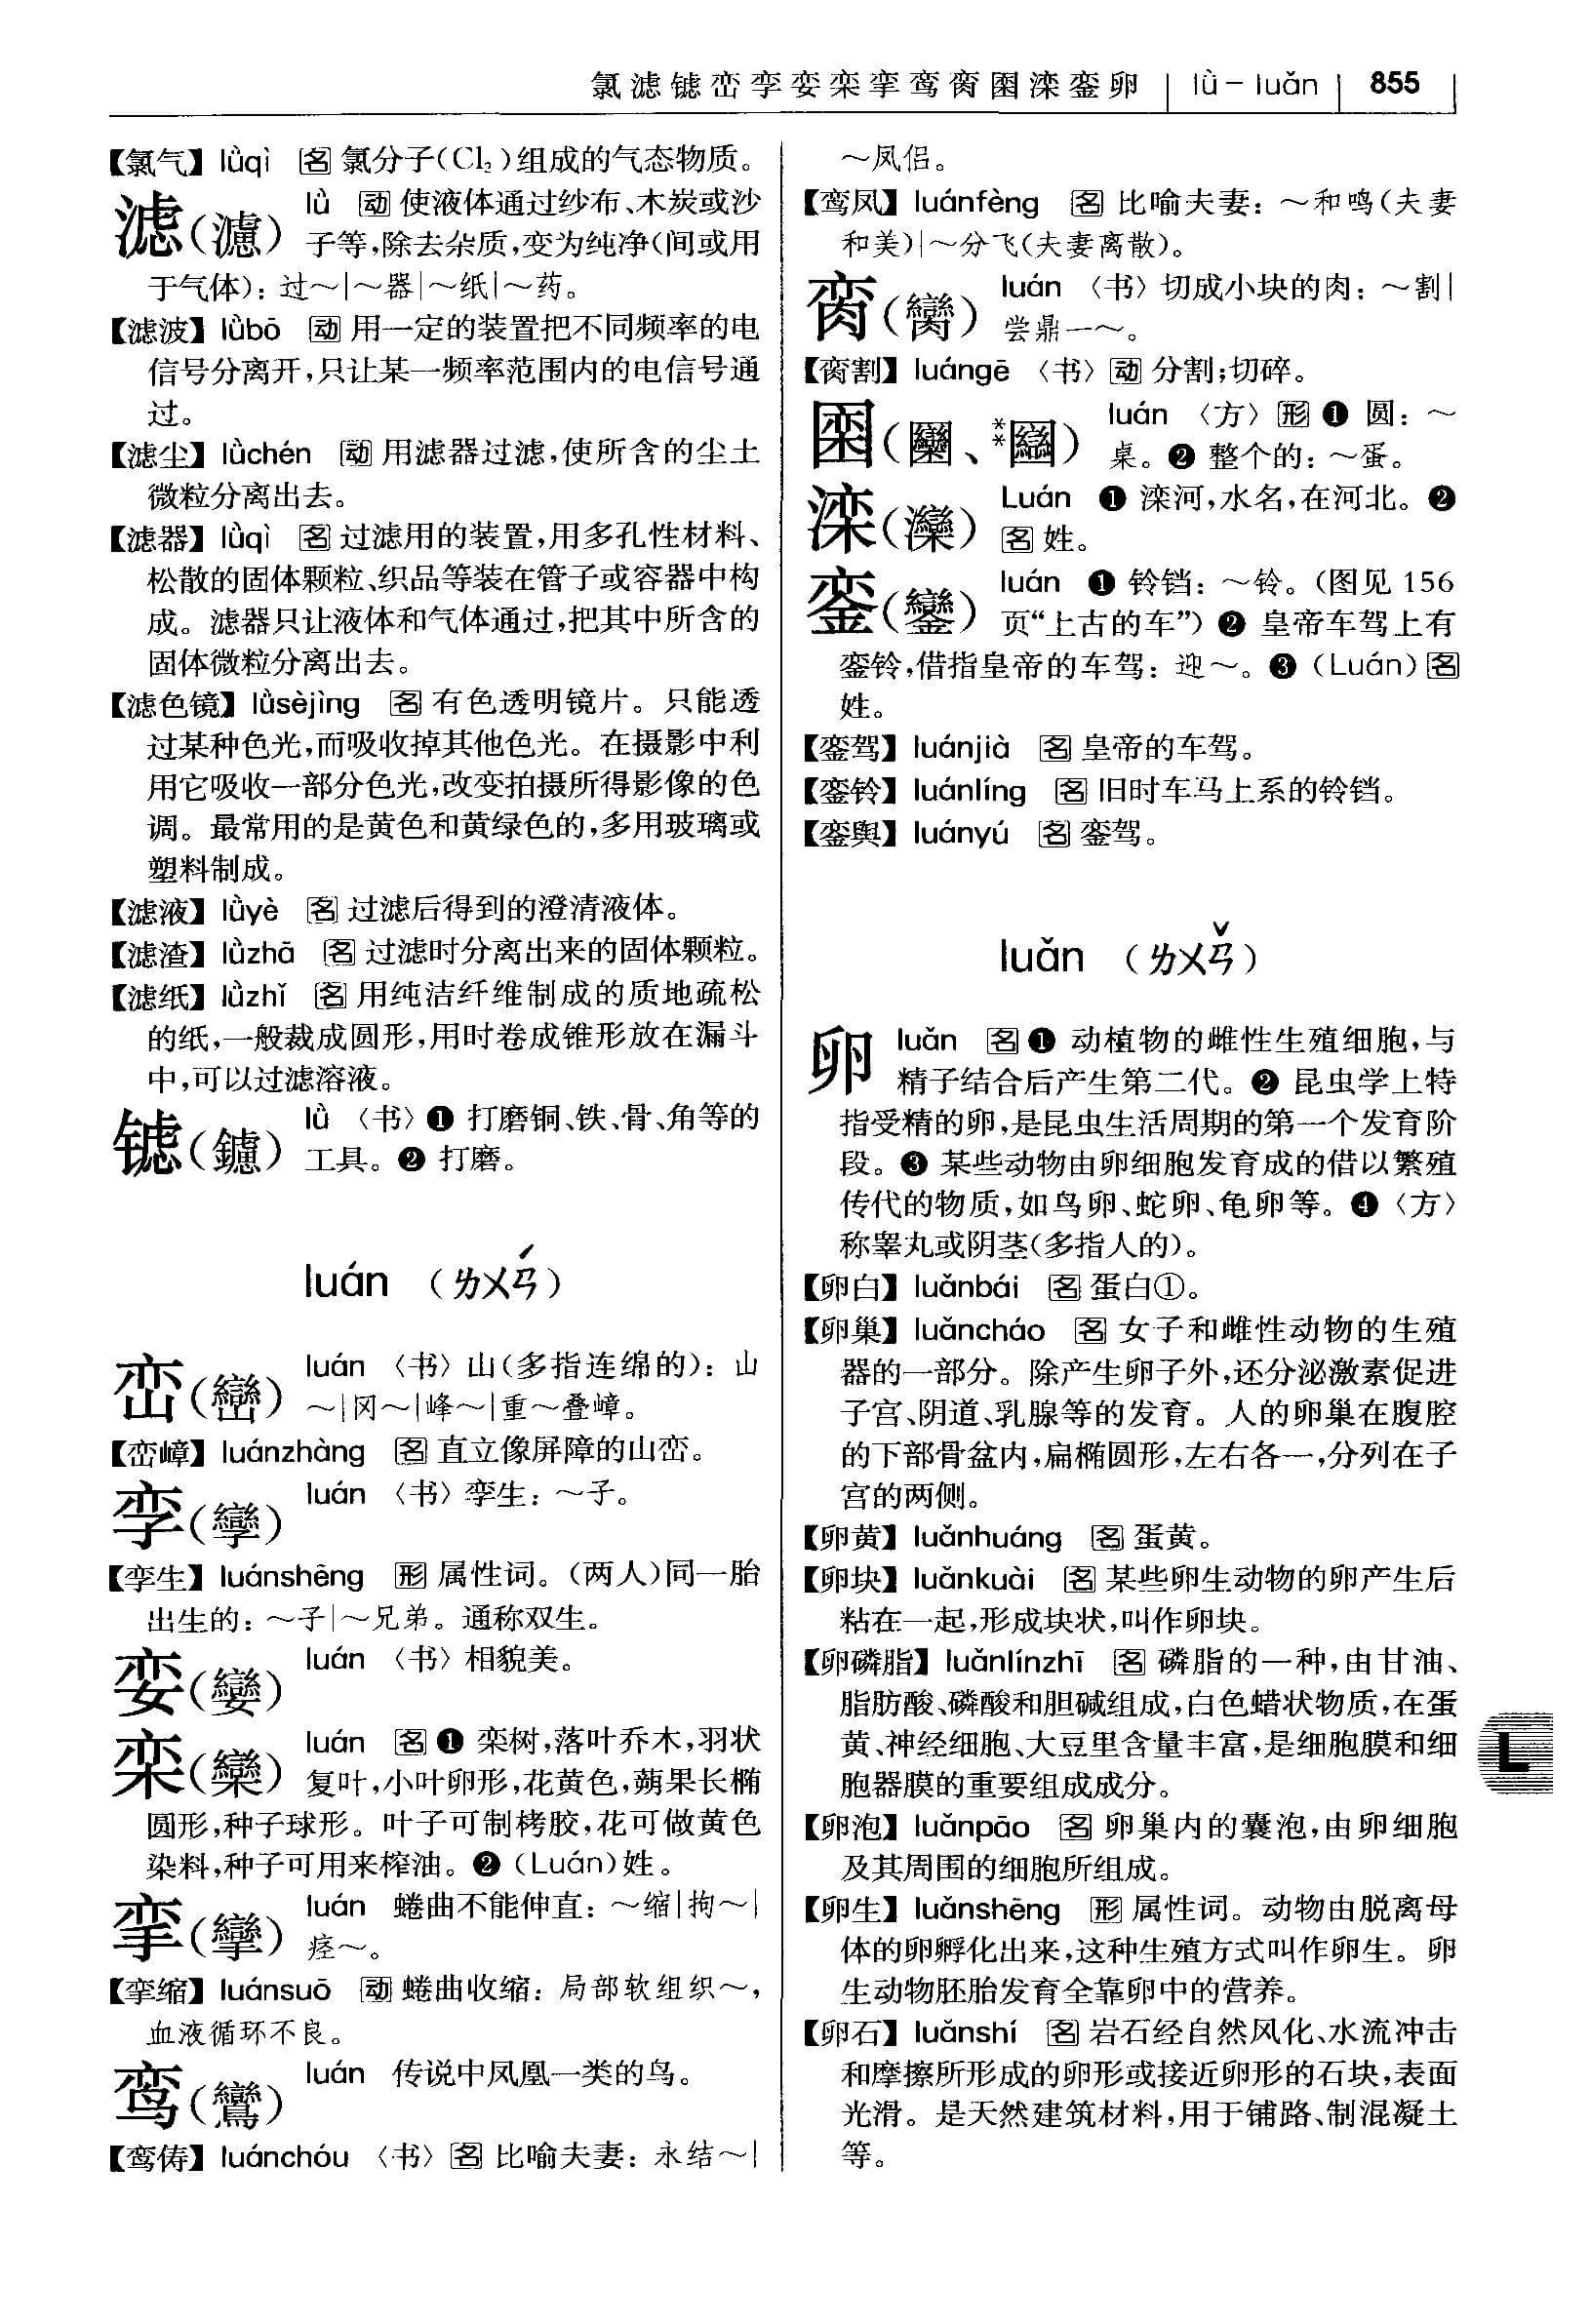 氯滤铋峦孪娈栾挛鸾脔圞滦銮卵 lǜ－luǎn 855
【氯气】lǜqì 名 氯分子(Cl₂)组成的气态物质。
滤(濾) lǜ 动 使液体通过纱布、木炭或沙
子等,除去杂质,变为纯净(间或用
于气体):过～|～器|～纸|～药。
【滤波】lǜbō 动 用一定的装置把不同频率的电
信号分离开,只让某一频率范围内的电信号通
过。
【滤尘】lǜchén 动 用滤器过滤,使所含的尘土
微粒分离出去。
【滤器】lǜqì 名 过滤用的装置,用多孔性材料、
松散的固体颗粒、织品等装在管子或容器中构
成。滤器只让液体和气体通过,把其中所含的
固体微粒分离出去。
【滤色镜】lǜsèjìng 名 有色透明镜片。只能透
过某种色光,而吸收掉其他色光。在摄影中利
用它吸收一部分色光,改变拍摄所得影像的色
调。最常用的是黄色和黄绿色的,多用玻璃或
塑料制成。
【滤液】lǜyè 名 过滤后得到的澄清液体。
【滤渣】lǜzhā 名 过滤时分离出来的固体颗粒。
【滤纸】lǜzhǐ 名 用纯洁纤维制成的质地疏松
的纸,一般裁成圆形,用时卷成锥形放在漏斗
中,可以过滤溶液。
𨭎(鑢) lǜ 〈书〉❶ 打磨铜、铁、骨、角等的
工具。❷ 打磨。
luán （ㄌㄨㄢˊ）
峦(巒) luán 〈书〉山(多指连绵的):山
～|冈～|峰～|重～叠嶂。
【峦嶂】luánzhàng 名 直立像屏障的山峦。
孪(孿) luán 〈书〉孪生:～子。
【孪生】luánshēng 形 属性词。(两人)同一胎
出生的:～子|～兄弟。通称双生。
娈(孌) luán 〈书〉相貌美。
栾(欒) luán 名 ❶ 栾树,落叶乔木,羽状
复叶,小叶卵形,花黄色,蒴果长椭
圆形,种子球形。叶子可制栲胶,花可做黄色
染料,种子可用来榨油。❷ (Luán)姓。
挛(攣) luán 蜷曲不能伸直:～缩|拘～|
痉～。
【挛缩】luánsuō 动 蜷曲收缩:局部软组织～,
血液循环不良。
鸾(鸞) luán 传说中凤凰一类的鸟。
【鸾俦】luánchóu 〈书〉名 比喻夫妻:永结～|
～凤侣。
【鸾凤】luánfèng 名 比喻夫妻:～和鸣(夫妻
和美)|～分飞(夫妻离散)。
脔(臠) luán 〈书〉切成小块的肉:～割|
尝鼎一～。
【脔割】luángē 〈书〉动 分割;切碎。
圞(圞、**圝) luán 〈方〉形 ❶ 圆:～
桌。❷ 整个的:～蛋。
滦(灤) Luán ❶ 滦河,水名,在河北。❷
名 姓。
銮(鑾) luán ❶ 铃铛:～铃。(图见 156
页“上古的车”)❷ 皇帝车驾上有
銮铃,借指皇帝的车驾:迎～。❸ (Luán)名
姓。
【銮驾】luánjià 名 皇帝的车驾。
【銮铃】luánlíng 名 旧时车马上系的铃铛。
【銮舆】luányú 名 銮驾。
luǎn （ㄌㄨㄢˇ）
卵 luǎn 名 ❶ 动植物的雌性生殖细胞,与
精子结合后产生第二代。❷ 昆虫学上特
指受精的卵,是昆虫生活周期的第一个发育阶
段。❸ 某些动物由卵细胞发育成的借以繁殖
传代的物质,如鸟卵、蛇卵、龟卵等。❹〈方〉
称睾丸或阴茎(多指人的)。
【卵白】luǎnbái 名 蛋白①。
【卵巢】luǎncháo 名 女子和雌性动物的生殖
器的一部分。除产生卵子外,还分泌激素促进
子宫、阴道、乳腺等的发育。人的卵巢在腹腔
的下部骨盆内,扁椭圆形,左右各一,分列在子
宫的两侧。
【卵黄】luǎnhuáng 名 蛋黄。
【卵块】luǎnkuài 名 某些卵生动物的卵产生后
粘在一起,形成块状,叫作卵块。
【卵磷脂】luǎnlínzhī 名 磷脂的一种,由甘油、
脂肪酸、磷酸和胆碱组成,白色蜡状物质,在蛋
黄、神经细胞、大豆里含量丰富,是细胞膜和细
胞器膜的重要组成成分。
【卵泡】luǎnpāo 名 卵巢内的囊泡,由卵细胞
及其周围的细胞所组成。
【卵生】luǎnshēng 形 属性词。动物由脱离母
体的卵孵化出来,这种生殖方式叫作卵生。卵
生动物胚胎发育全靠卵中的营养。
【卵石】luǎnshí 名 岩石经自然风化、水流冲击
和摩擦所形成的卵形或接近卵形的石块,表面
光滑。是天然建筑材料,用于铺路、制混凝土
等。
L